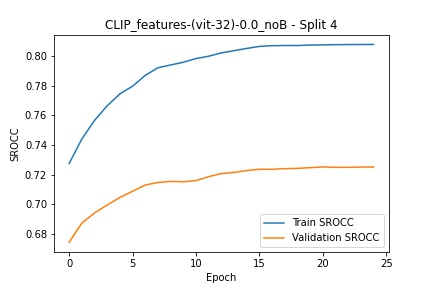 CLIP_features-(vit-32)-0.0_noB - Split 4
SROCC
0.80
0.78
0.76
0.74
0.72
0.70
0.68
0
5
10
15
20
25
Epoch
Train SROCC
Validation SROCC